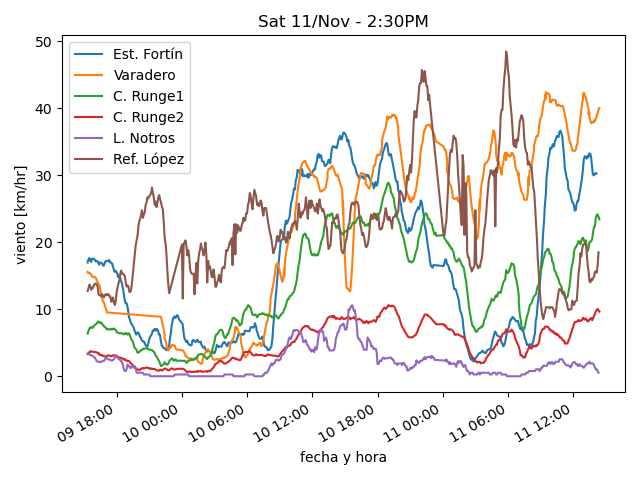 Sat 11/Nov - 2:30PM
50
40
30
20
10
0
viento [km/hr]
Est. Fortín
Varadero
C. Runge1
C. Runge2
L. Notros
Ref. López
09 18:00
10 00:00
10 06:00
10 12:00
10 18:00
11 00:00
11 06:00
11 12:00
fecha y hora